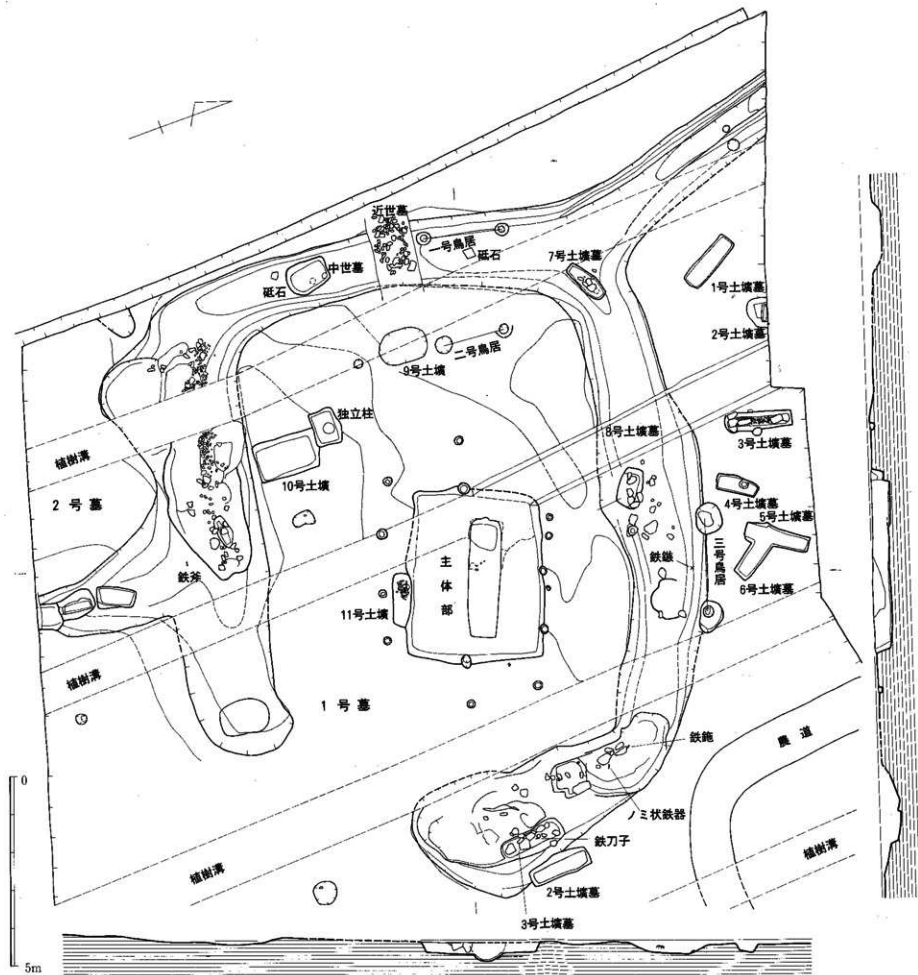 近世墓
一号鳥居
砥石
中世墓
砥石
7号土壙墓
1号土壙墓
2号土壙墓
9号土壙
二号鳥居
独立柱
植樹溝
10号土壙
8号土壙墓
3号土壙墓
2号墓
4号土壙墓
5号土壙墓
鉄鏃
三号鳥居
主体部
鉄斧
11号土壙
6号土壙墓
植樹溝
1号墓
鉄鉇
農道
0
ノミ状鉄器
鉄刀子
植樹溝
植樹溝
2号土壙墓
3号土壙墓
5m